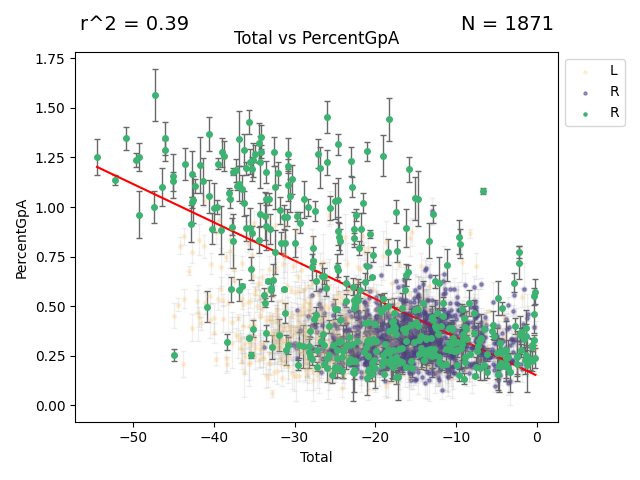 r^2 = 0.39
N = 1871
Total vs PercentGpA
1.75
1.50
1.25
1.00
0.75
0.50
0.25
0.00
PercentGpA
−50
−40
−30
−20
−10
0
Total
L
R
R